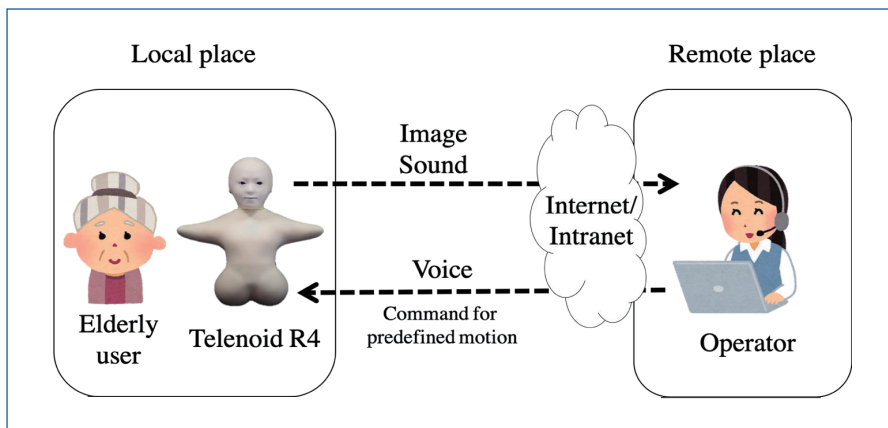 Local place
Remote place
Image
Sound
Internet/
Intranet
Voice
Command for
predefined motion
Elderly
user
Telenoid R4
Operator